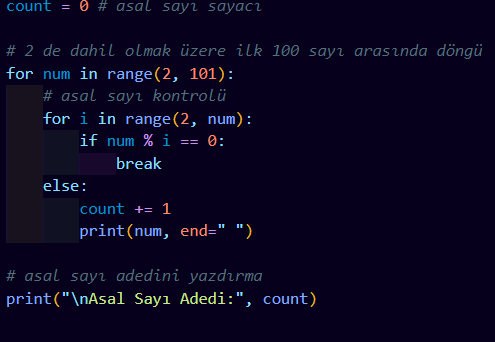 count = 0 # asal sayı sayacı
# 2 de dahil olmak üzere ilk 100 sayı arasında döngü
for num in range(2, 101):
    # asal sayı kontrolü
    for i in range(2, num):
        if num % i == 0:
            break
    else:
        count += 1
        print(num, end=" ")
# asal sayı adedini yazdırma
print("\nAsal Sayı Adedi:", count)